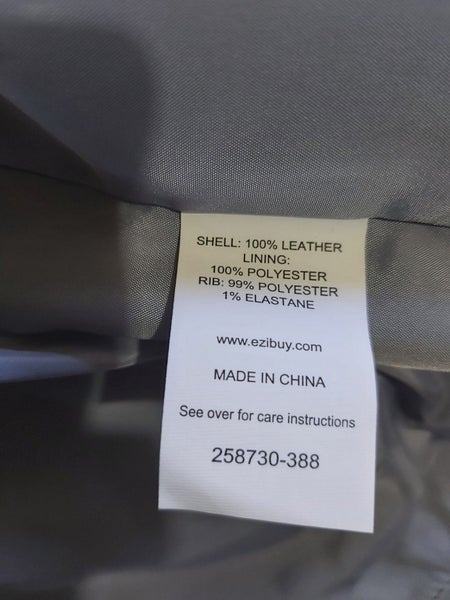 SHELL: 100% LEATHER
LINING:
100% POLYESTER
RIB: 99% POLYESTER
1% ELASTANE
www.ezibuy.com
MADE IN CHINA
See over for care instructions
258730-388